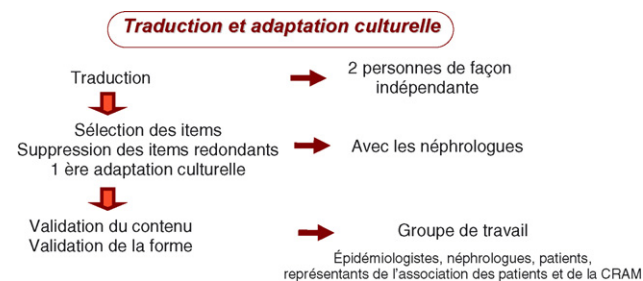 Traduction et adaptation culturelle
Traduction
2 personnes de façon
indépendante
Sélection des items
Suppression des items redondants
1 ère adaptation culturelle
Avec les néphrologues
Validation du contenu
Validation de la forme
Groupe de travail
Épidémiologistes, néphrologues, patients,
représentants de l'association des patients et de la CRAM